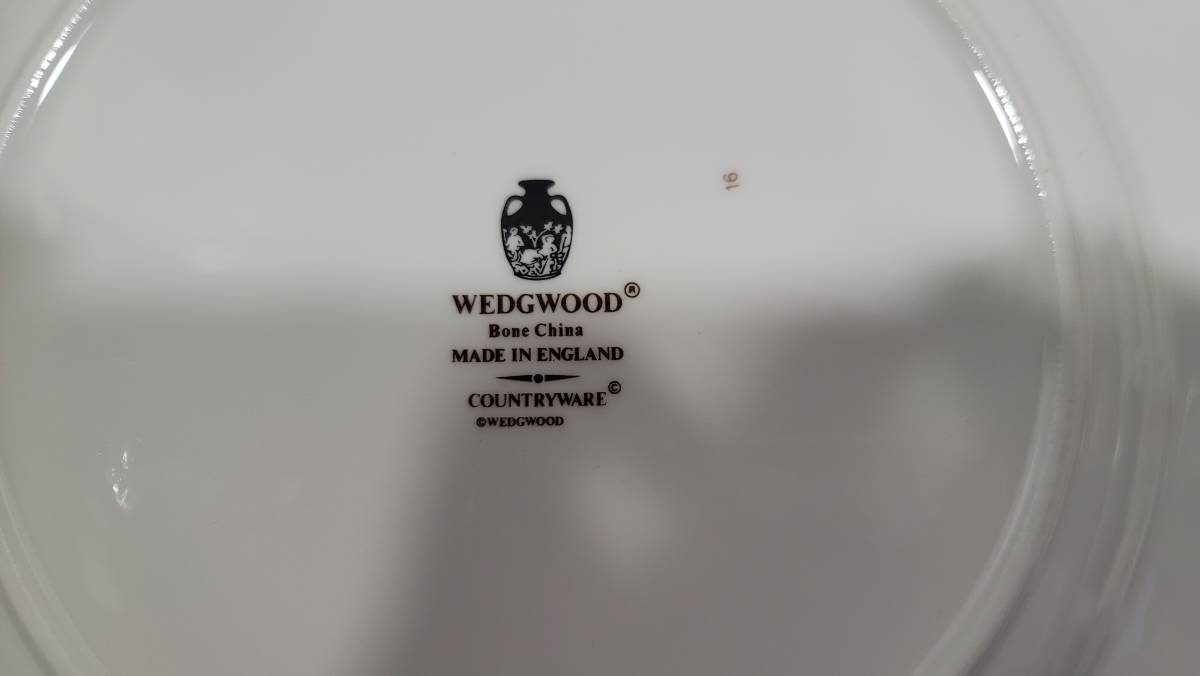 16
WEDGWOOD®
Bone China
MADE IN ENGLAND
COUNTRYWARE©
©WEDGWOOD